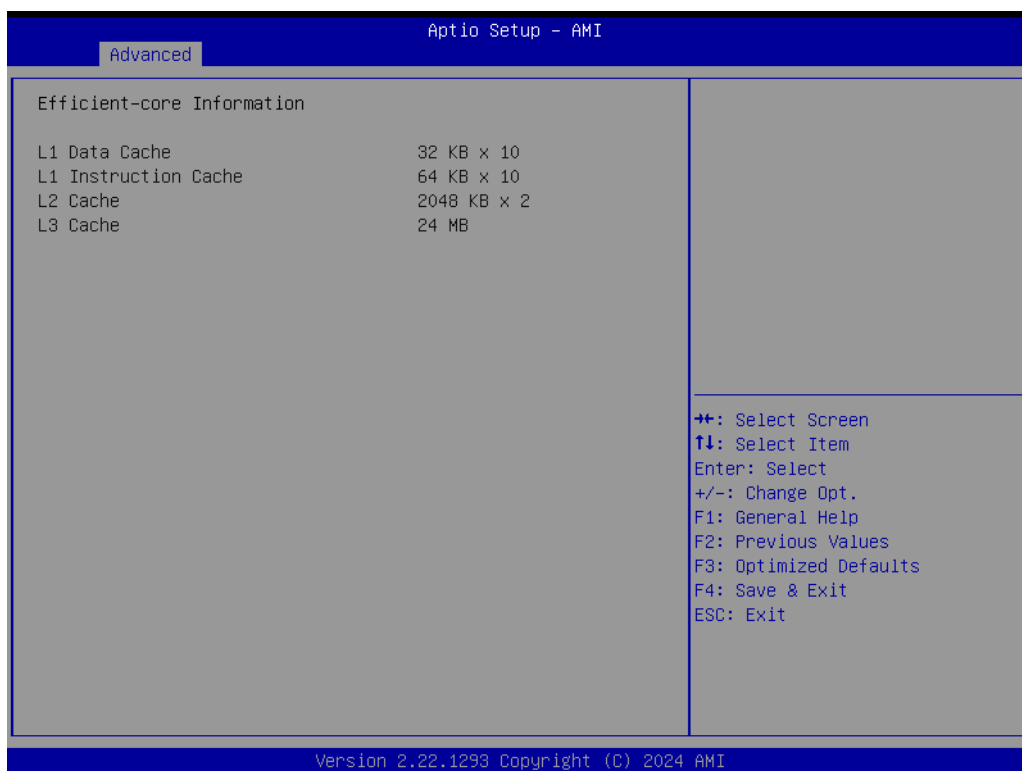 Aptio Setup - AMI
Advanced
Efficient-core Information
L1 Data Cache 32 KB x 10
L1 Instruction Cache 64 KB x 10
L2 Cache 2048 KB x 2
L3 Cache 24 MB
→←: Select Screen
↑↓: Select Item
Enter: Select
+/-: Change Opt.
F1: General Help
F2: Previous Values
F3: Optimized Defaults
F4: Save & Exit
ESC: Exit
Version 2.22.1293 Copyright (C) 2024 AMI